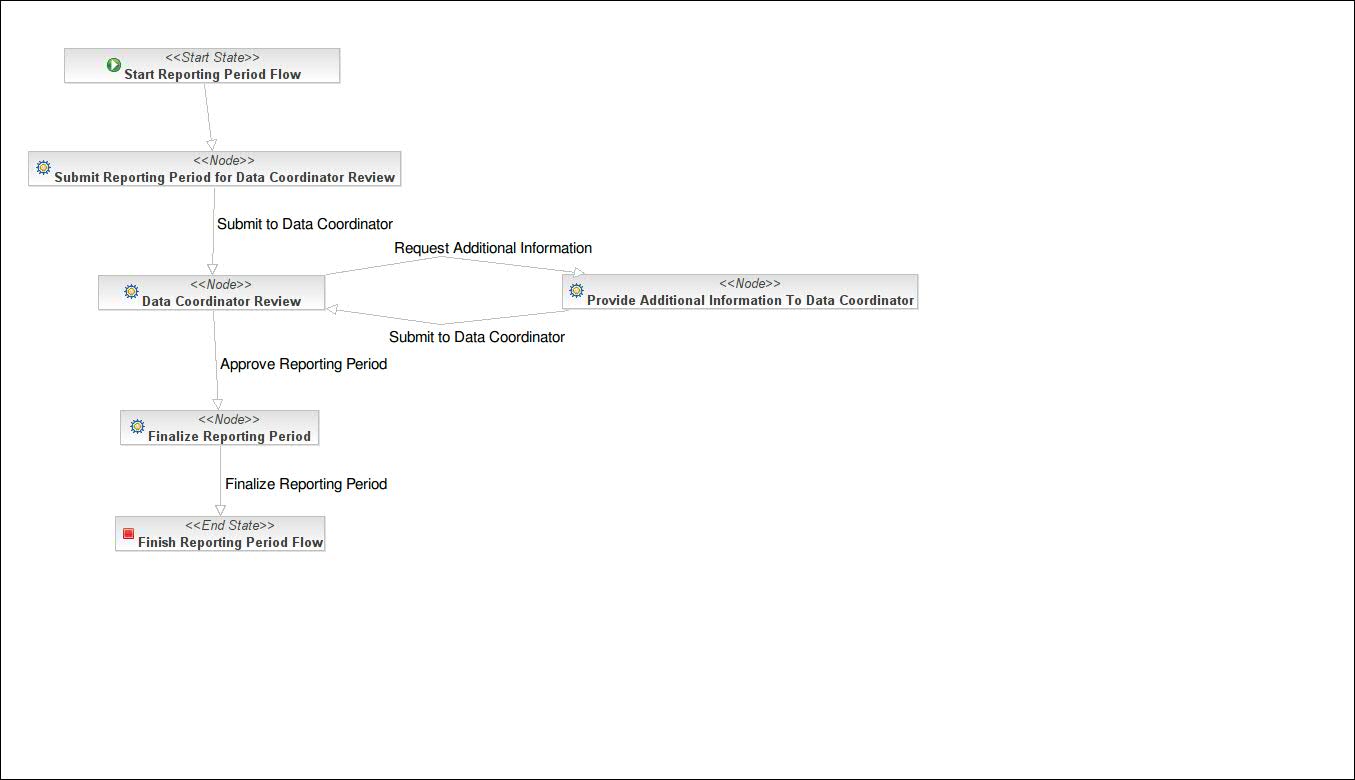 <<Start State>>
Start Reporting Period Flow
<<Node>>
Submit Reporting Period for Data Coordinator Review
Submit to Data Coordinator
Request Additional Information
<<Node>>
Data Coordinator Review
<<Node>>
Provide Additional Information To Data Coordinator
Submit to Data Coordinator
Approve Reporting Period
<<Node>>
Finalize Reporting Period
Finalize Reporting Period
<<End State>>
Finish Reporting Period Flow